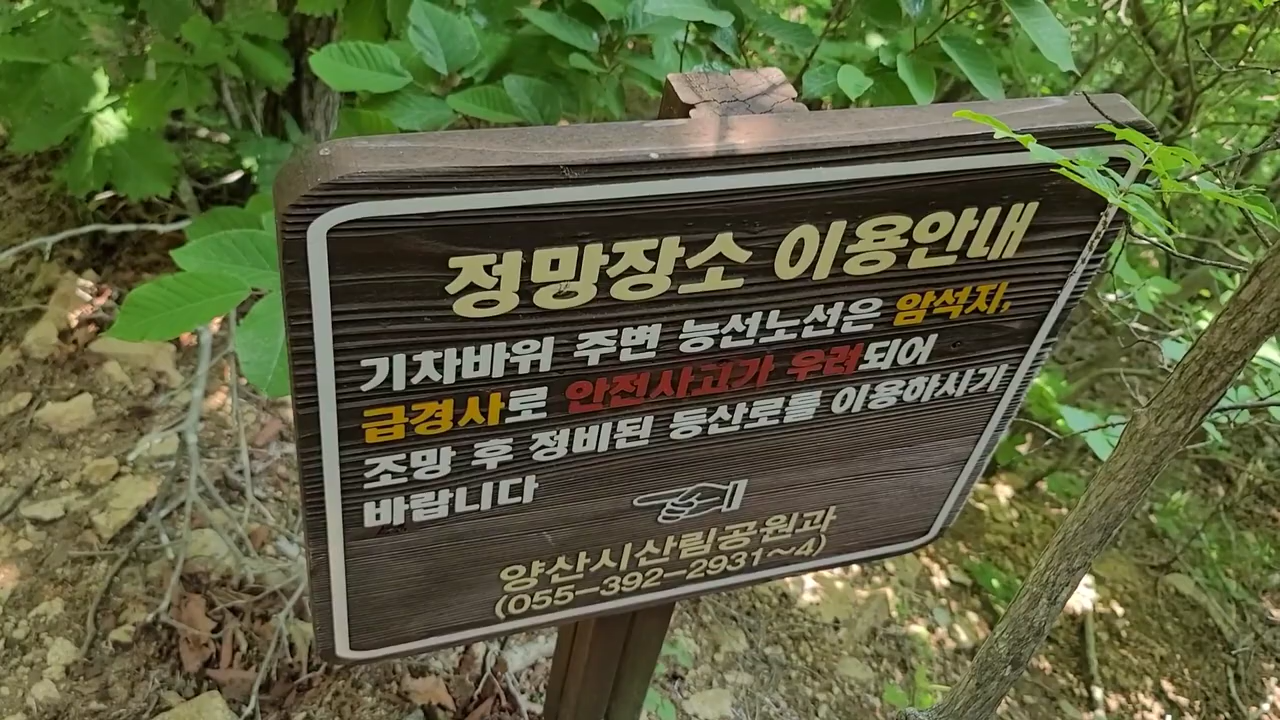 정망장소 이용안내
기차바위 주변 능선노선은 암석지,
급경사로 안전사고가 우려되어
조망 후 정비된 등산로를 이용하시기
바랍니다
양산시산림공원과
(055-392-2931~4)